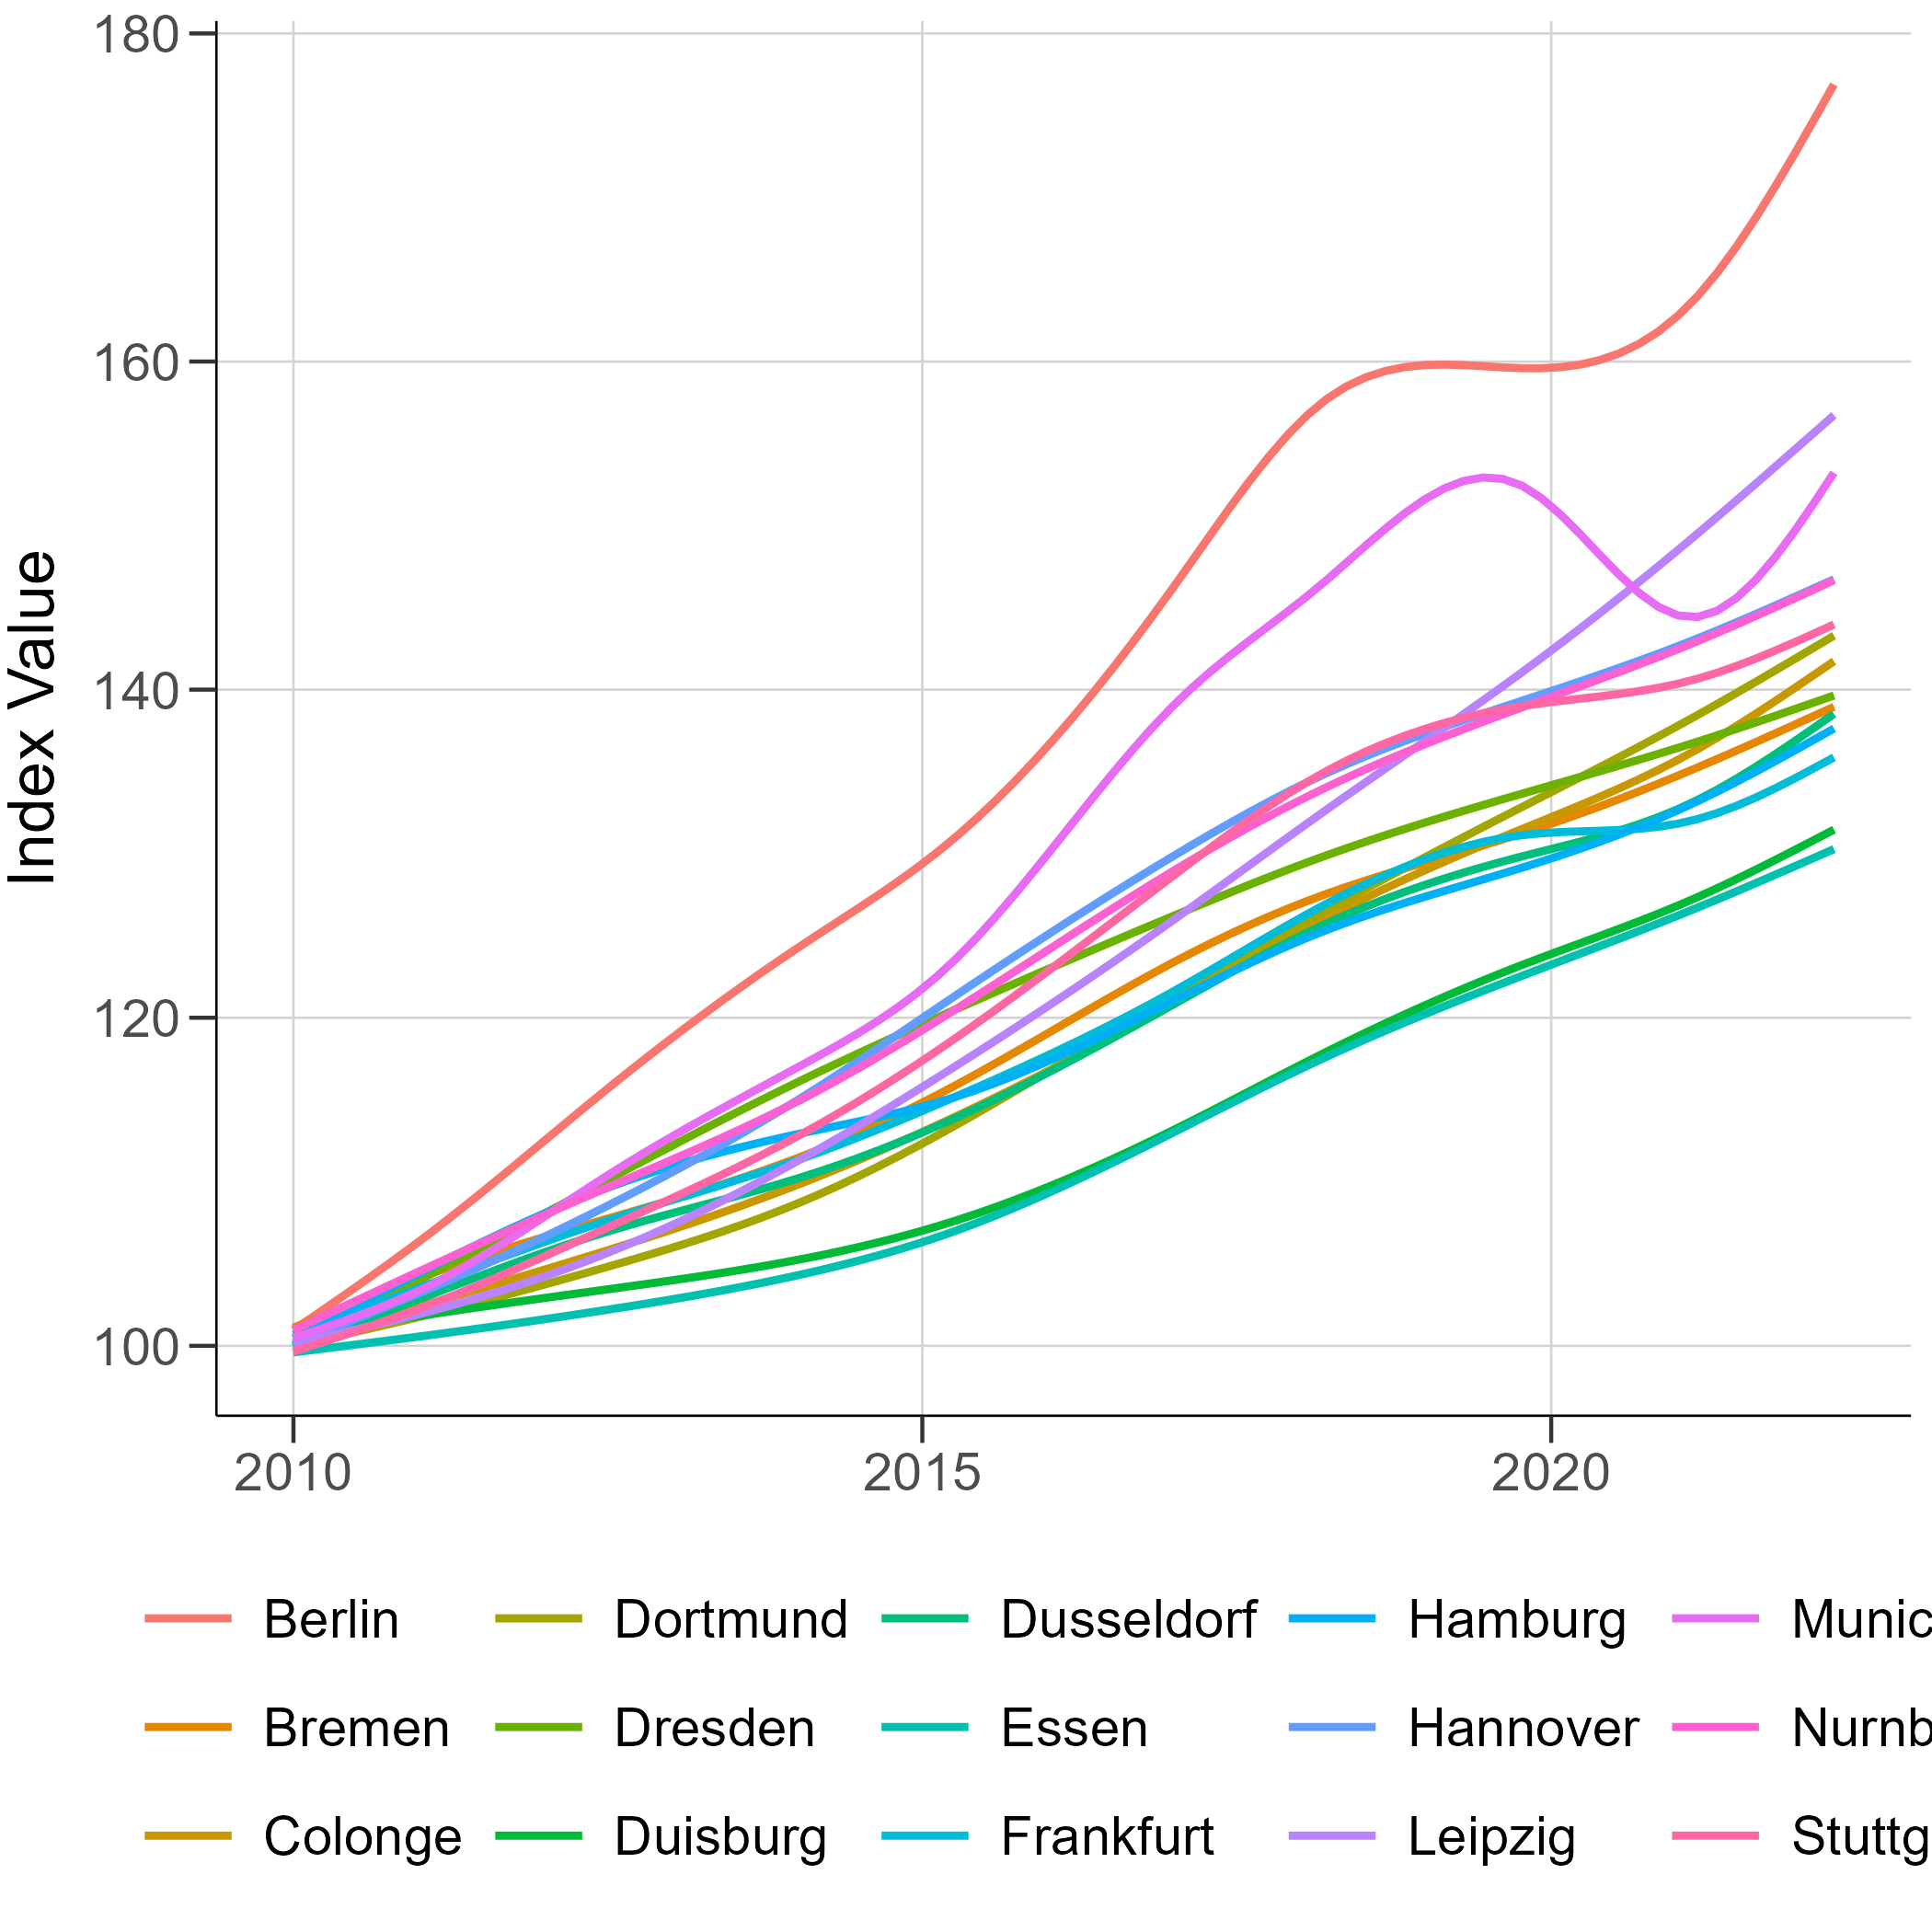 180
160
140
120
100
Index Value
2010 2015 2020
Berlin Dortmund Dusseldorf Hamburg Munic
Bremen Dresden Essen Hannover Nurnb
Colonge Duisburg Frankfurt Leipzig Stuttg